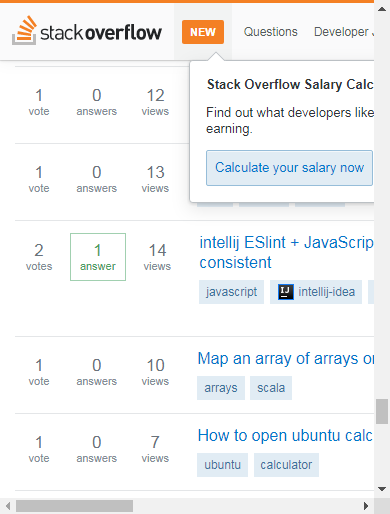 stackoverflow NEW Questions Developer J
Stack Overflow Salary Calc
Find out what developers like
earning.
Calculate your salary now
1 0 12
vote answers views
1 0 13
vote answers views
2 1 14
votes answer views
intellij ESlint + JavaScrip
consistent
javascript intellij-idea
1 0 10
vote answers views
Map an array of arrays or
arrays scala
1 0 7
vote answers views
How to open ubuntu calc
ubuntu calculator